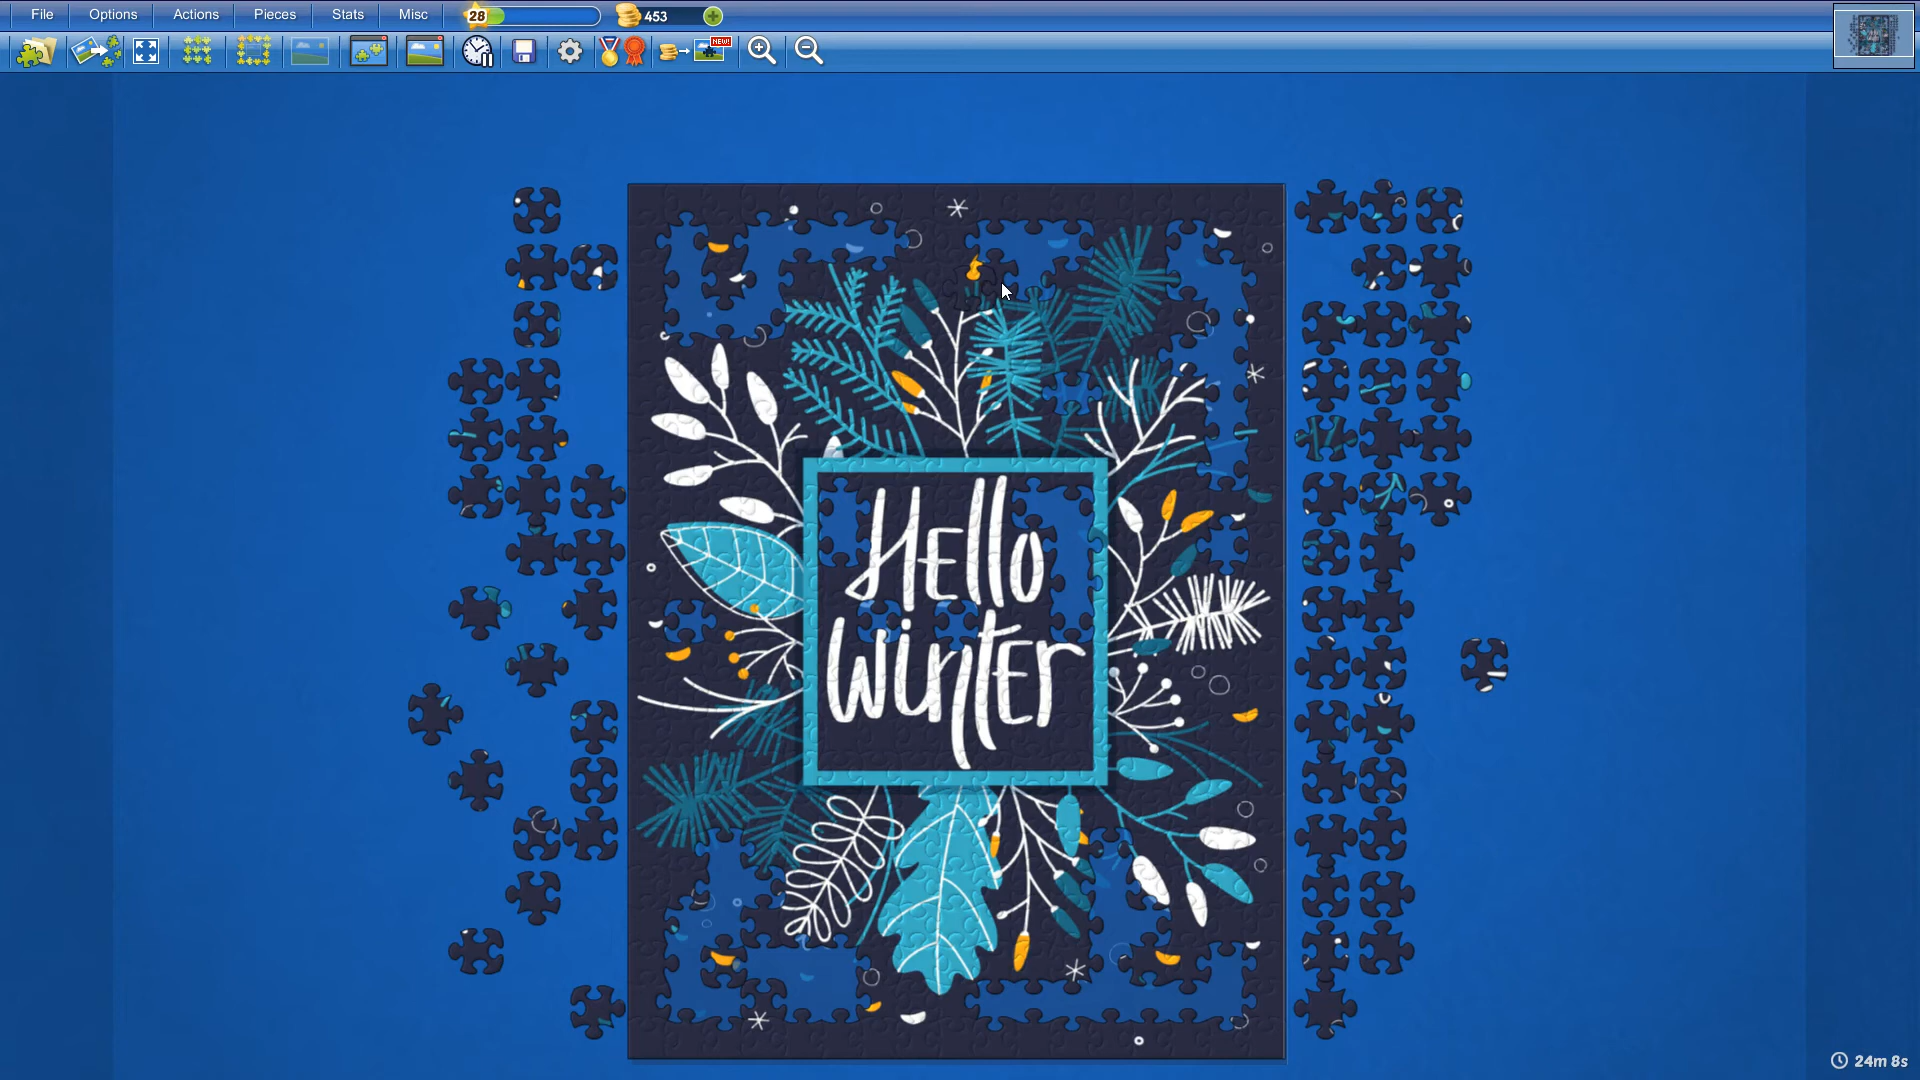 File Options Actions Pieces Stats Misc 28 453
NEW!
Hello
Winter
24m 8s